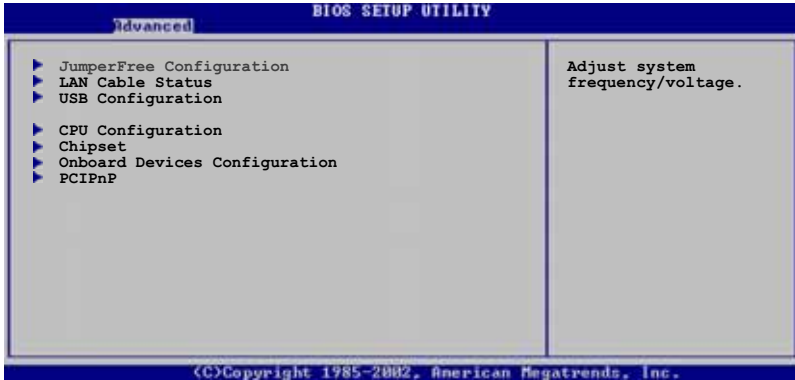 BIOS SETUP UTILITY
Advanced
JumperFree Configuration
LAN Cable Status
USB Configuration
CPU Configuration
Chipset
Onboard Devices Configuration
PCIPnP
Adjust system
frequency/voltage.
(C)Copyright 1985-2002, American Megatrends, Inc.